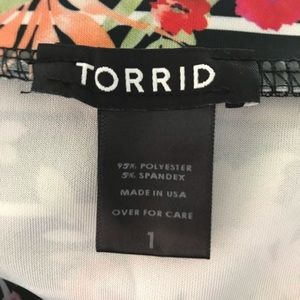 TORRID
95% POLYESTER
5% SPANDEX
MADE IN USA
OVER FOR CARE
1